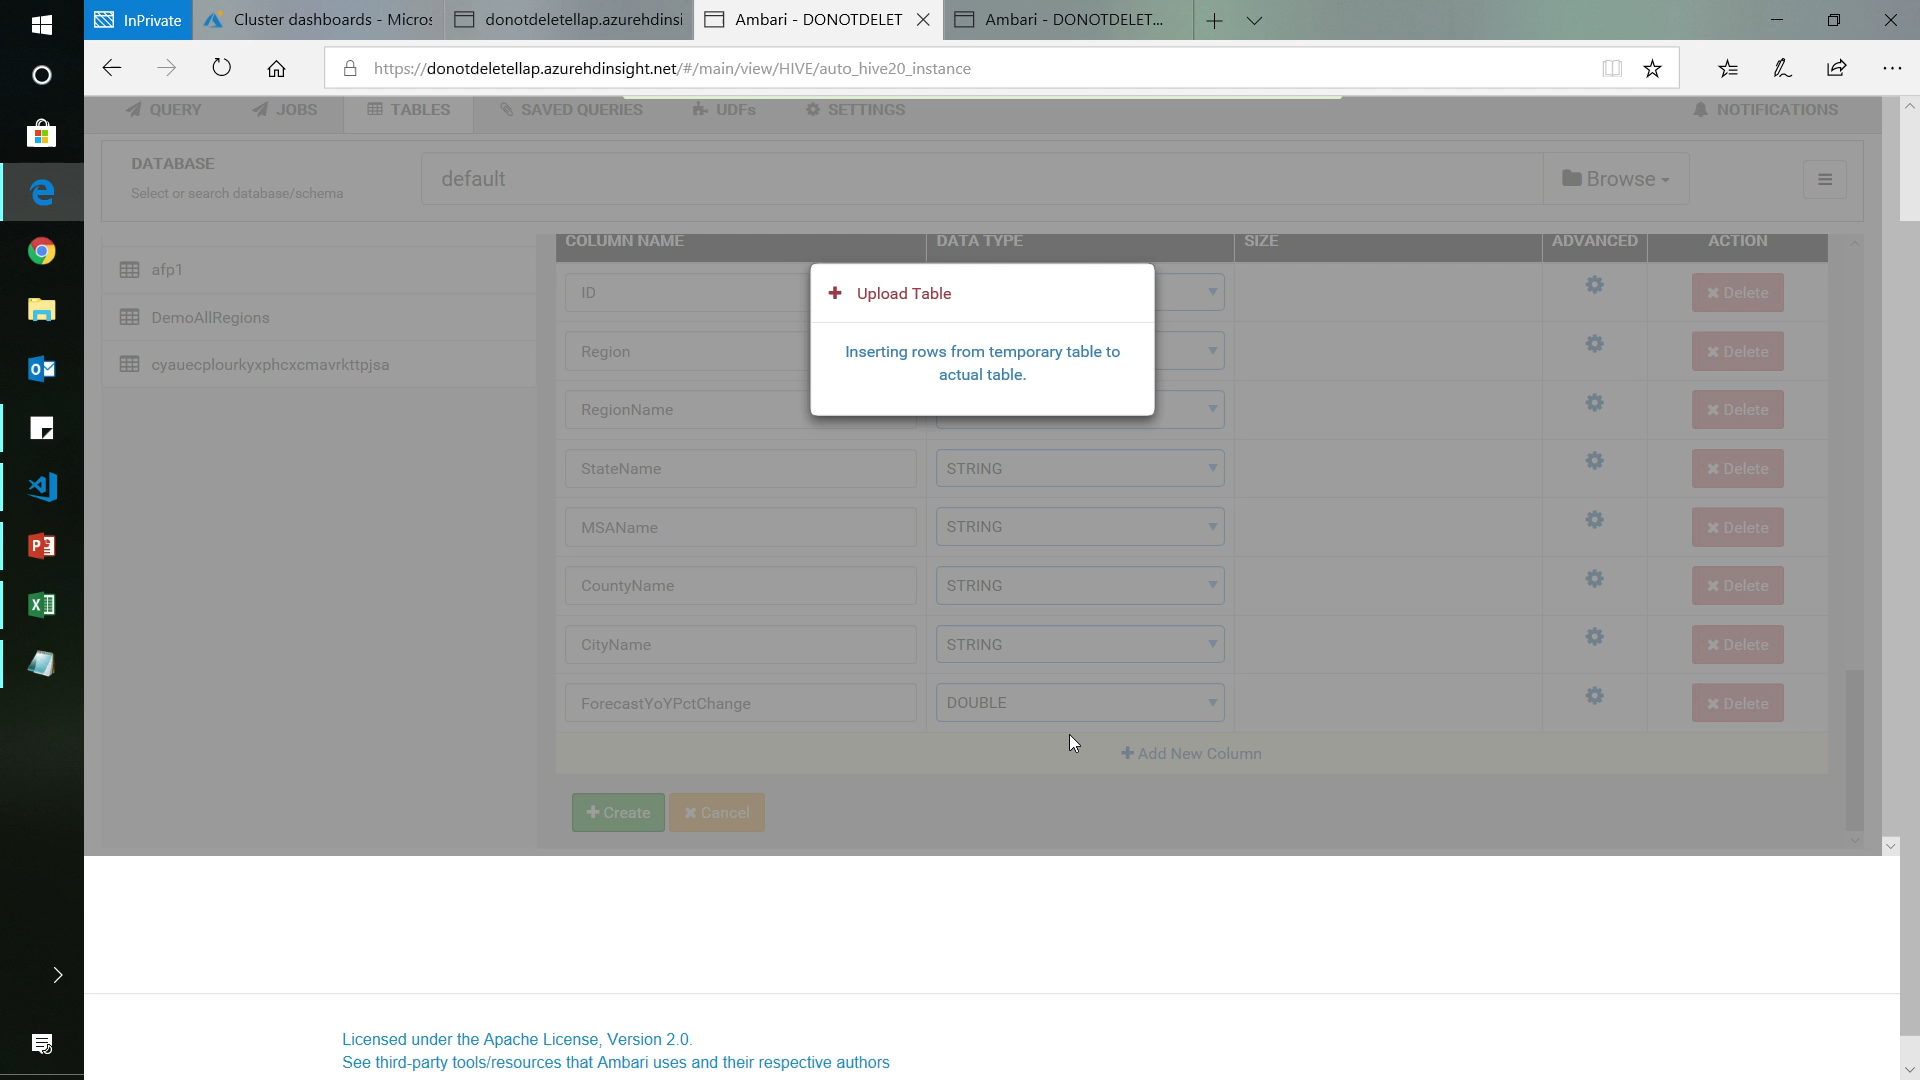 InPrivate
Cluster dashboards - Micros
donotdeletellap.azurehdinsi
Ambari - DONOTDELET
Ambari - DONOTDELET...
https://donotdeletellap.azurehdinsight.net/#/main/view/HIVE/auto_hive20_instance
QUERY
JOBS
TABLES
SAVED QUERIES
UDFs
SETTINGS
NOTIFICATIONS
DATABASE
Select or search database/schema
default
Browse
COLUMN NAME
DATA TYPE
SIZE
ADVANCED
ACTION
afp1
DemoAllRegions
cyauecplourkyxphcxcmavrkttpjsa
Upload Table
Inserting rows from temporary table to
actual table.
ID
Delete
Region
Delete
RegionName
Delete
StateName
STRING
Delete
MSAName
STRING
Delete
CountyName
STRING
Delete
CityName
STRING
Delete
ForecastYoYPctChange
DOUBLE
Delete
Add New Column
Create
Cancel
Licensed under the Apache License, Version 2.0.
See third-party tools/resources that Ambari uses and their respective authors